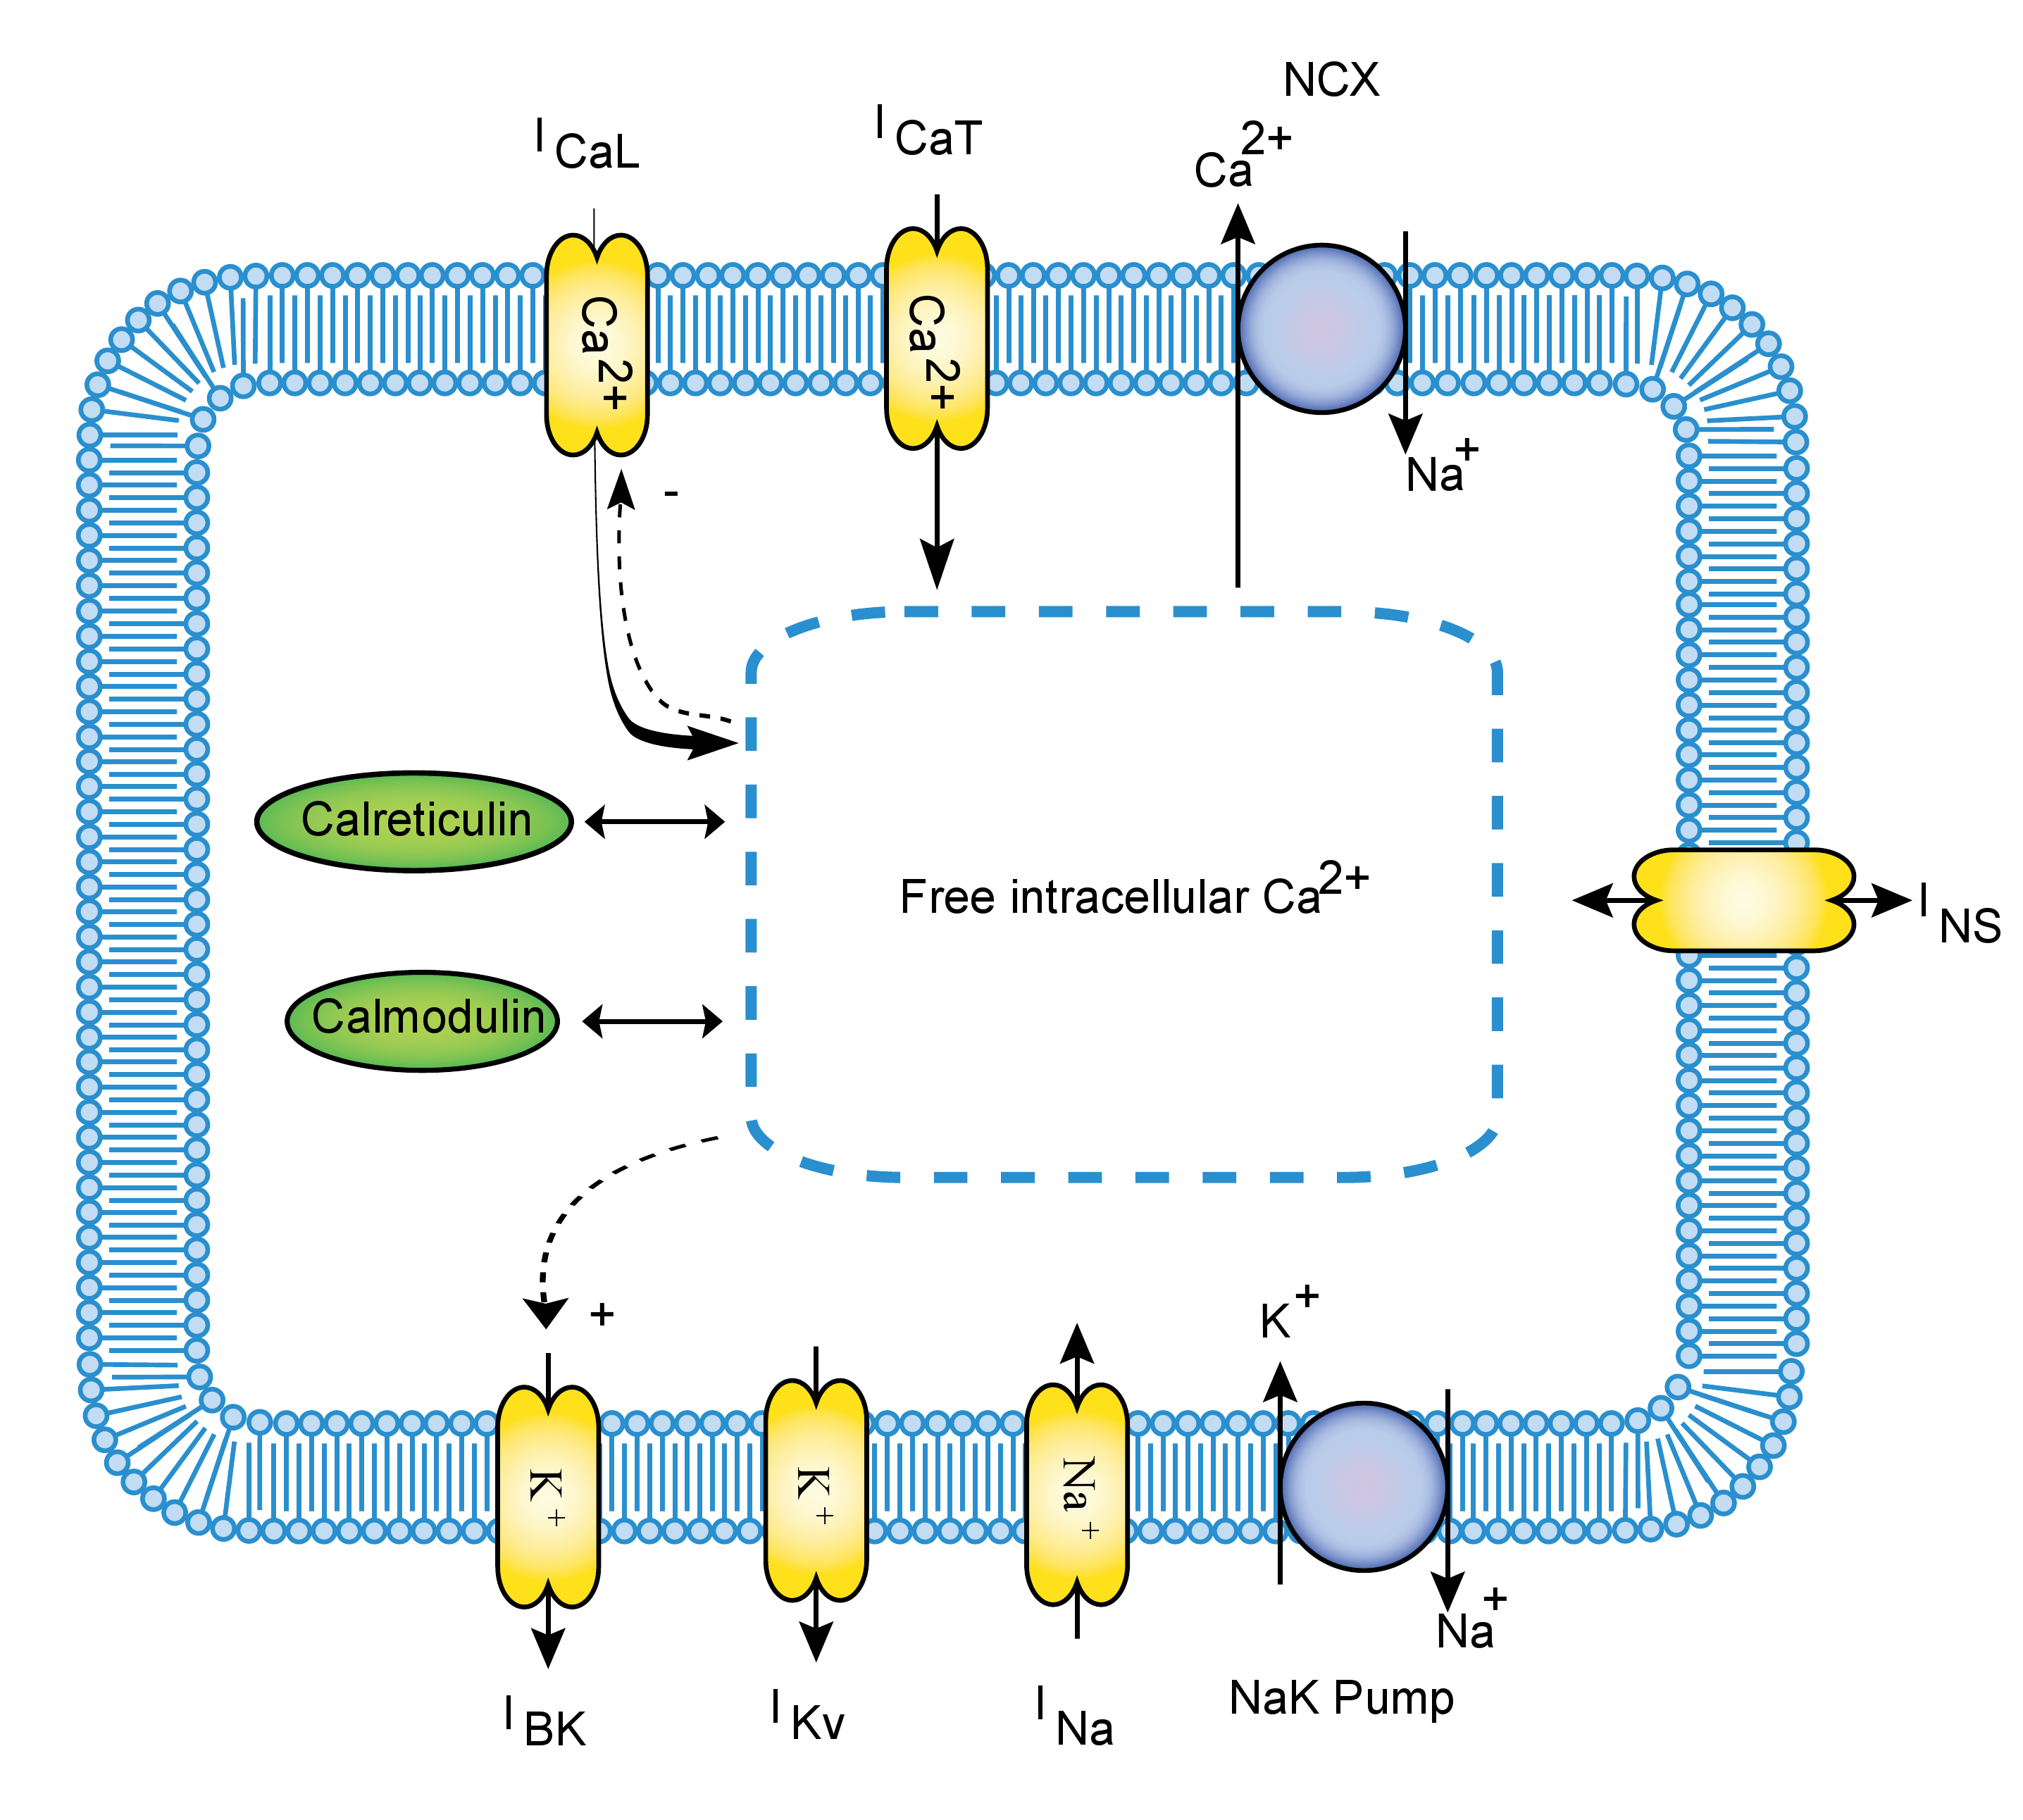 NCX
I CaL
I CaT
Ca2+
Ca2+
Ca2+
Na+
-
Calreticulin
Free intracellular Ca2+
I NS
Calmodulin
+
K+
K+
K+
Na+
Na+
I BK
I Kv
I Na
NaK Pump